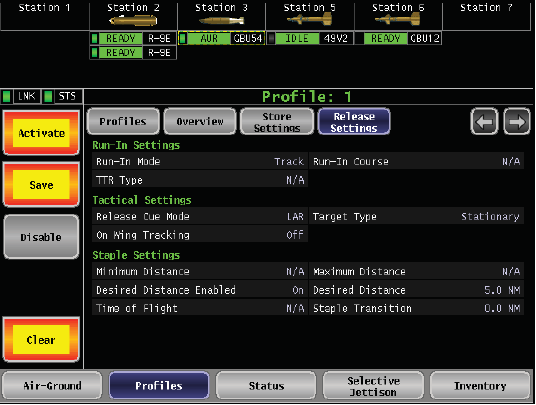 Station 1 Station 2 Station 3 Station 5 Station 6 Station 7
READY R-9E AUR GBU54 IDLE 49V2 READY GBU12
READY R-9E
LNK STS Profile: 1
Activate
Save
Disable
Clear
Profiles Overview Store Settings Release Settings
Run-In Settings
Run-In Mode Track Run-In Course N/A
TTR Type N/A
Tactical Settings
Release Cue Mode LAR Target Type Stationary
On Wing Tracking Off
Staple Settings
Minimum Distance N/A Maximum Distance N/A
Desired Distance Enabled On Desired Distance 5.0 NM
Time of Flight N/A Staple Transition 0.0 NM
Air-Ground Profiles Status Selective Jettison Inventory